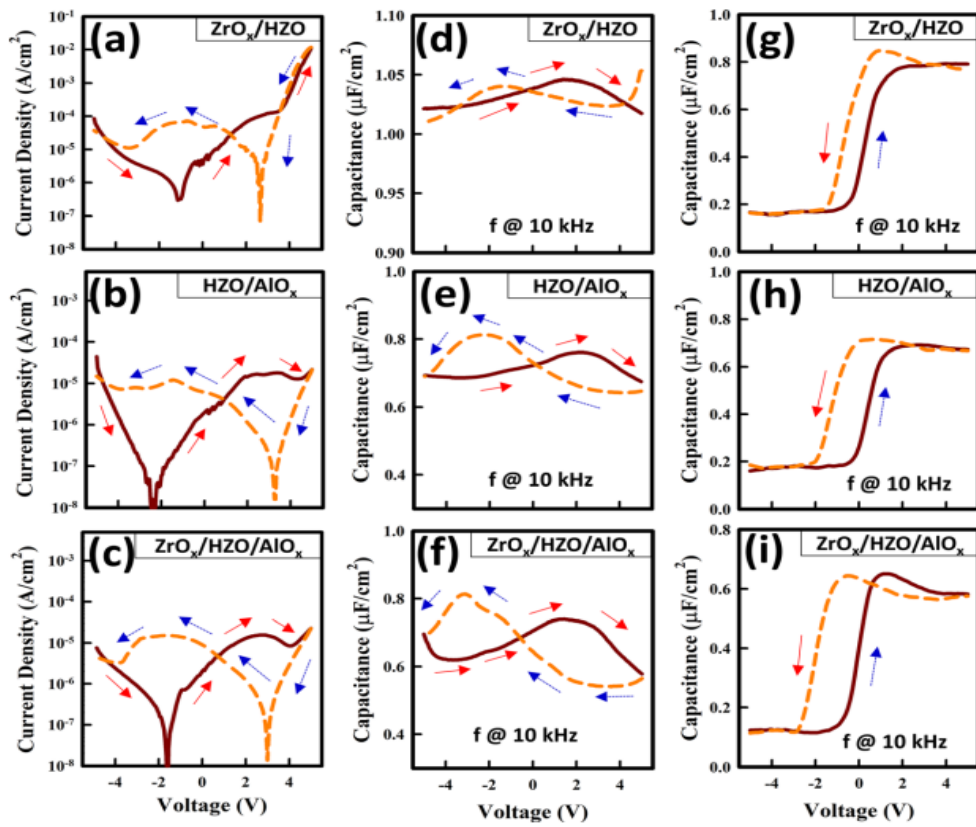 (a) ZrOₓ/HZO
Current Density (A/cm²)
10⁻¹
10⁻²
10⁻³
10⁻⁴
10⁻⁵
10⁻⁶
10⁻⁷
10⁻⁸
(d) ZrOₓ/HZO
Capacitance (μF/cm²)
1.10
1.05
1.00
0.95
0.90
f @ 10 kHz
(g) ZrOₓ/HZO
Capacitance (μF/cm²)
1.0
0.8
0.6
0.4
0.2
0.0
f @ 10 kHz
(b) HZO/AlOₓ
Current Density (A/cm²)
10⁻³
10⁻⁴
10⁻⁵
10⁻⁶
10⁻⁷
10⁻⁸
(e) HZO/AlOₓ
Capacitance (μF/cm²)
1.0
0.8
0.6
0.4
f @ 10 kHz
(h) HZO/AlOₓ
Capacitance (μF/cm²)
1.0
0.8
0.6
0.4
0.2
0.0
f @ 10 kHz
(c) ZrOₓ/HZO/AlOₓ
Current Density (A/cm²)
10⁻³
10⁻⁴
10⁻⁵
10⁻⁶
10⁻⁷
10⁻⁸
-4 -2 0 2 4
Voltage (V)
(f) ZrOₓ/HZO/AlOₓ
Capacitance (μF/cm²)
1.0
0.8
0.6
0.4
f @ 10 kHz
-4 -2 0 2 4
Voltage (V)
(i) ZrOₓ/HZO/AlOₓ
Capacitance (μF/cm²)
0.8
0.6
0.4
0.2
0.0
f @ 10 kHz
-4 -2 0 2 4
Voltage (V)